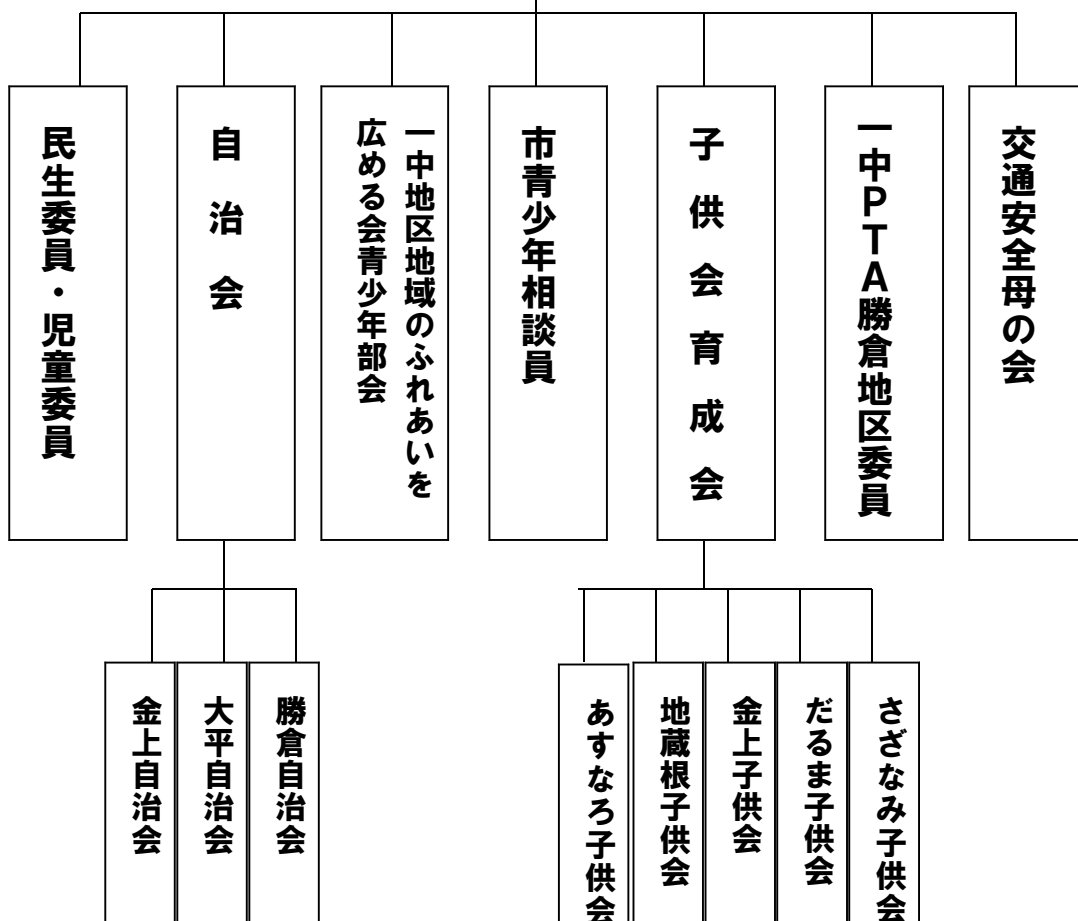 交通安全母の会
一中PTA勝倉地区委員
子供会育成会
市青少年相談員
一中地区地域のふれあいを
広める会青少年部会
自治会
民生委員・児童委員
さざなみ子供会
だるま子供会
金上子供会
地蔵根子供会
あすなろ子供会
勝倉自治会
大平自治会
金上自治会